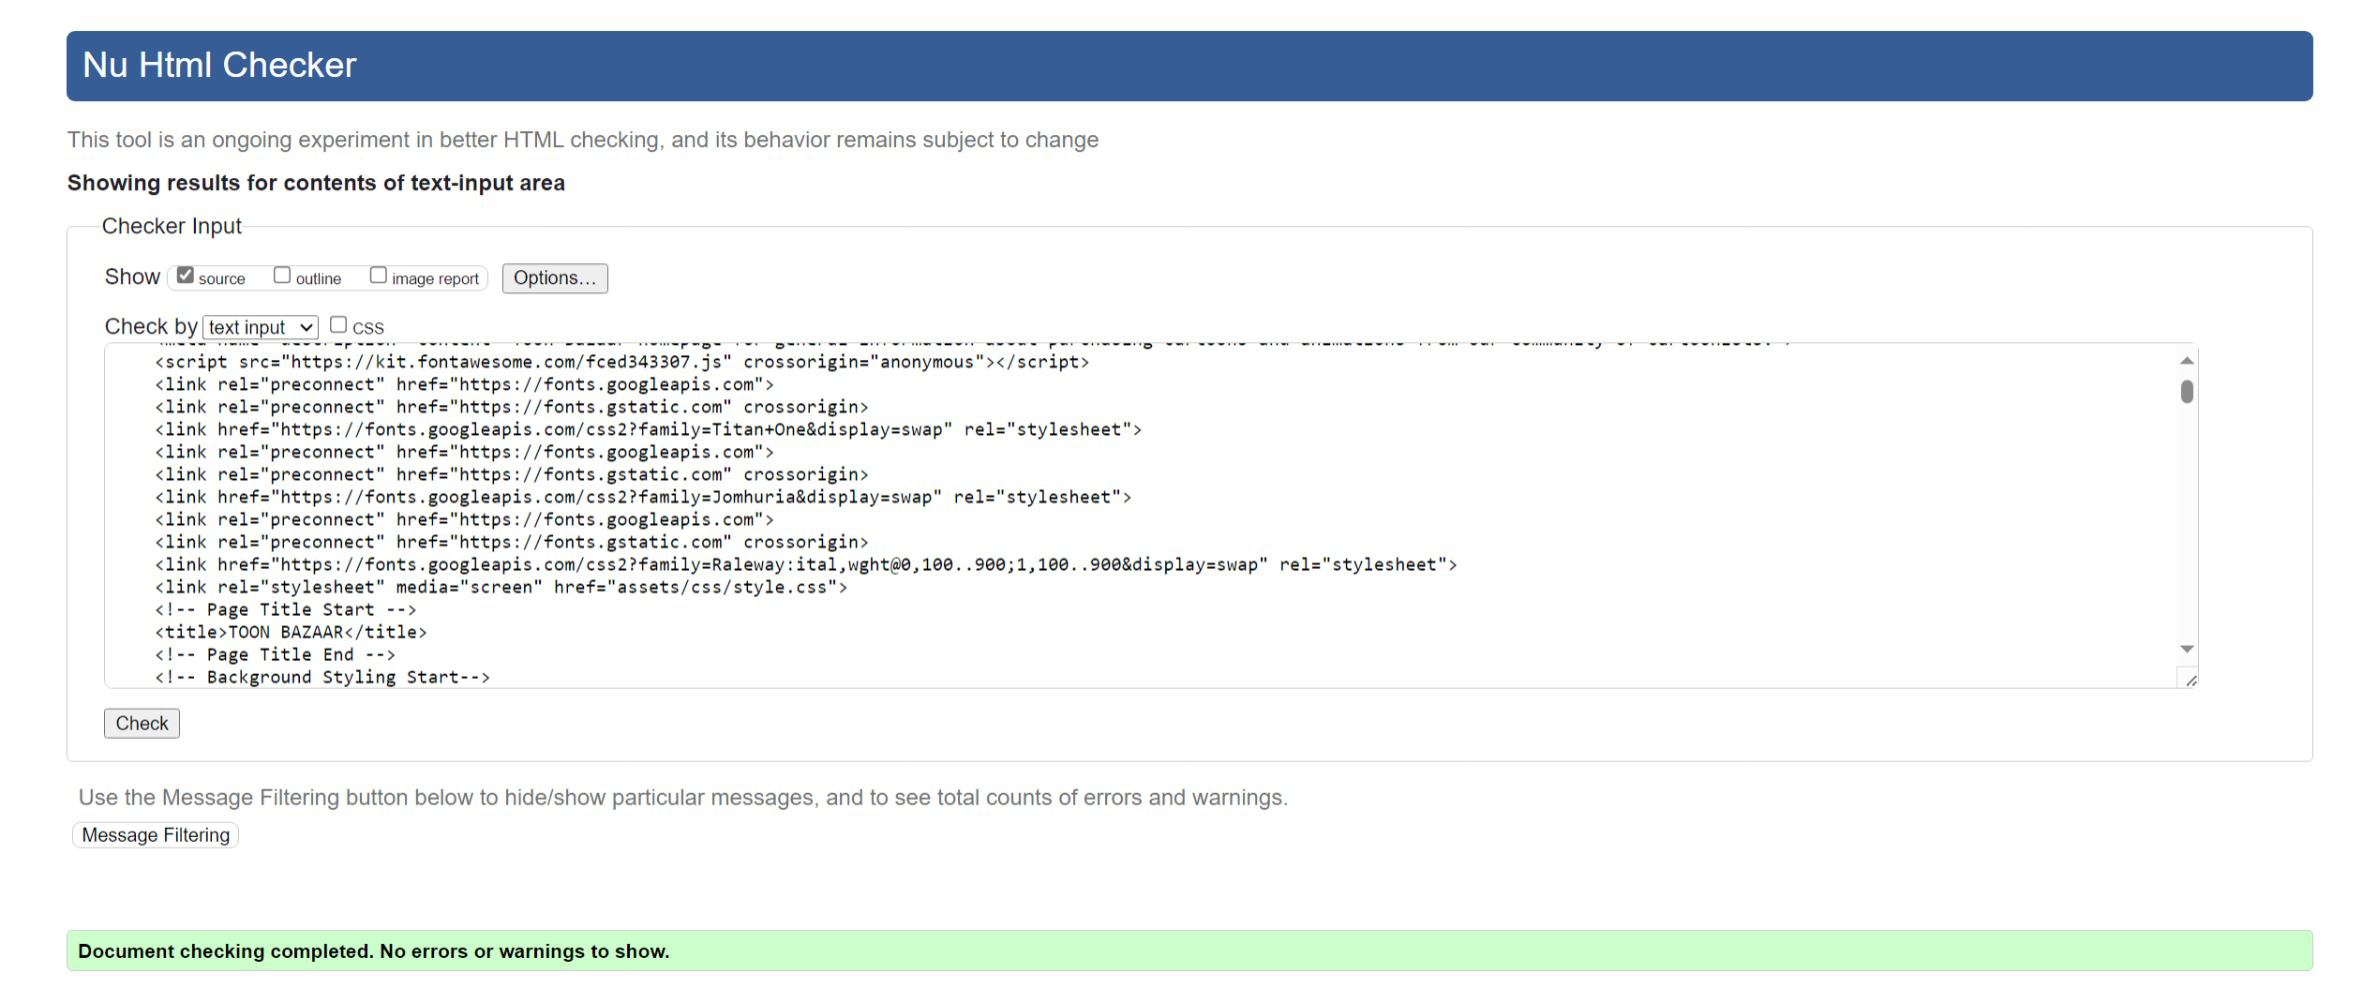 Nu Html Checker
This tool is an ongoing experiment in better HTML checking, and its behavior remains subject to change
Showing results for contents of text-input area
Checker Input
Show source outline image report Options...
Check by text input CSS
<script src="https://kit.fontawesome.com/fced343307.js" crossorigin="anonymous"></script>
<link rel="preconnect" href="https://fonts.googleapis.com">
<link rel="preconnect" href="https://fonts.gstatic.com" crossorigin>
<link href="https://fonts.googleapis.com/css2?family=Titan+One&display=swap" rel="stylesheet">
<link rel="preconnect" href="https://fonts.googleapis.com">
<link rel="preconnect" href="https://fonts.gstatic.com" crossorigin>
<link href="https://fonts.googleapis.com/css2?family=Jomhuria&display=swap" rel="stylesheet">
<link rel="preconnect" href="https://fonts.googleapis.com">
<link rel="preconnect" href="https://fonts.gstatic.com" crossorigin>
<link href="https://fonts.googleapis.com/css2?family=Raleway:ital,wght@0,100..900;1,100..900&display=swap" rel="stylesheet">
<link rel="stylesheet" media="screen" href="assets/css/style.css">
<!-- Page Title Start -->
<title>TOON BAZAAR</title>
<!-- Page Title End -->
<!-- Background Styling Start-->
Check
Use the Message Filtering button below to hide/show particular messages, and to see total counts of errors and warnings.
Message Filtering
Document checking completed. No errors or warnings to show.